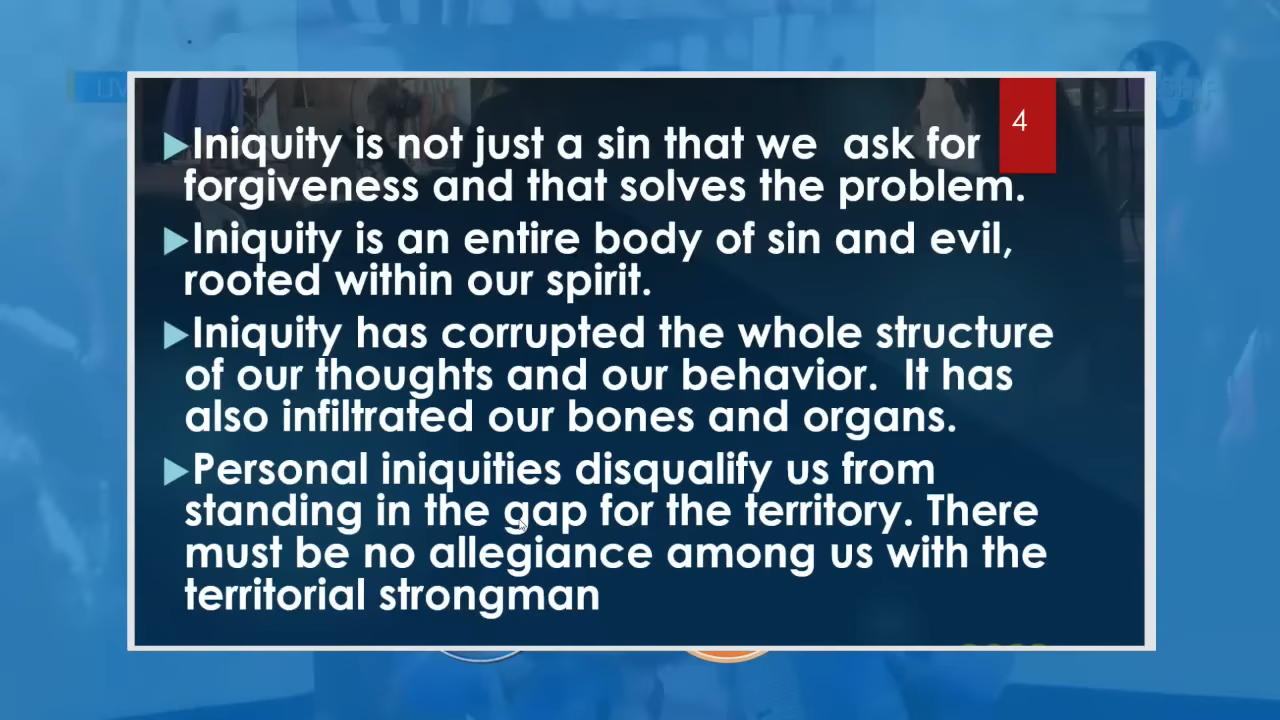 LIV
4
Iniquity is not just a sin that we ask for
forgiveness and that solves the problem.
Iniquity is an entire body of sin and evil,
rooted within our spirit.
Iniquity has corrupted the whole structure
of our thoughts and our behavior. It has
also infiltrated our bones and organs.
Personal iniquities disqualify us from
standing in the gap for the territory. There
must be no allegiance among us with the
territorial strongman